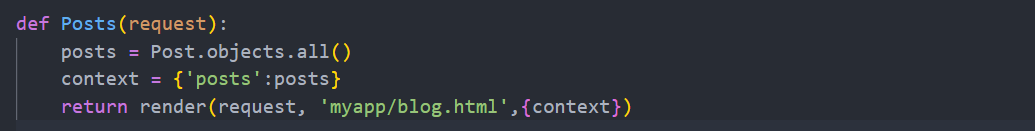 def Posts(request):
    posts = Post.objects.all()
    context = {'posts':posts}
    return render(request, 'myapp/blog.html',{context})